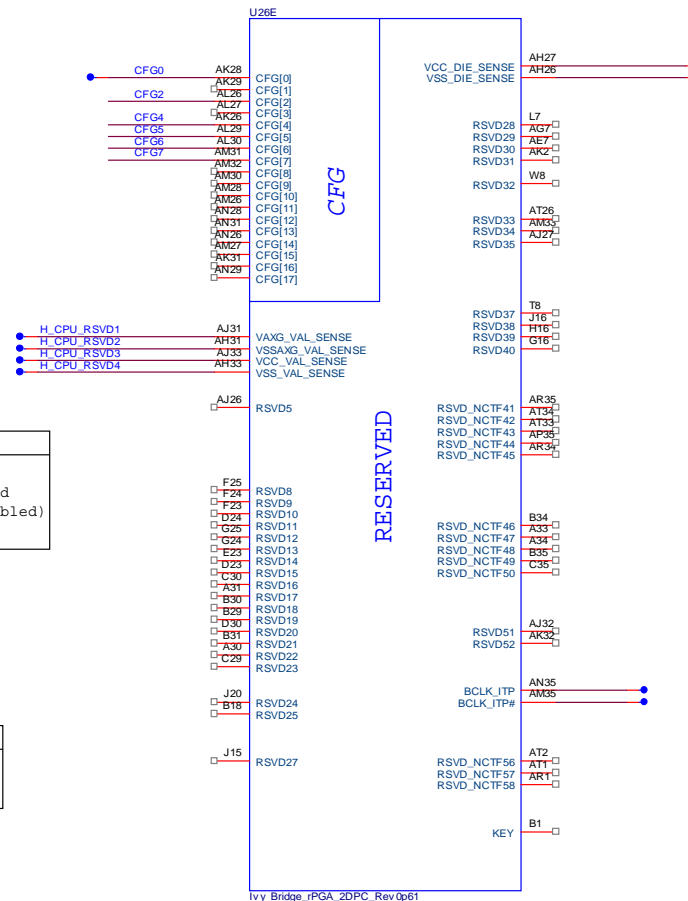 U26E
CFG0 AK28 CFG[0]
AK29 CFG[1]
CFG2 AL26 CFG[2]
AL27 CFG[3]
CFG4 AK26 CFG[4]
CFG5 AL29 CFG[5]
CFG6 AL30 CFG[6]
CFG7 AM31 CFG[7]
AM32 CFG[8]
AM30 CFG[9]
AM28 CFG[10]
AM26 CFG[11]
AN28 CFG[12]
AN31 CFG[13]
AN26 CFG[14]
AM27 CFG[15]
AK31 CFG[16]
AN29 CFG[17]
CFG
H_CPU_RSVD1 AJ31 VAXG_VAL_SENSE
H_CPU_RSVD2 AH31 VSSAXG_VAL_SENSE
H_CPU_RSVD3 AJ33 VCC_VAL_SENSE
H_CPU_RSVD4 AH33 VSS_VAL_SENSE
AJ26 RSVD5
d
bled)
F25 RSVD8
F24 RSVD9
F23 RSVD10
D24 RSVD11
G25 RSVD12
G24 RSVD13
E23 RSVD14
D23 RSVD15
C30 RSVD16
A31 RSVD17
B30 RSVD18
B29 RSVD19
D30 RSVD20
B31 RSVD21
A30 RSVD22
C29 RSVD23
J20 RSVD24
B18 RSVD25
J15 RSVD27
RESERVED
VCC_DIE_SENSE AH27
VSS_DIE_SENSE AH26
RSVD28 L7
RSVD29 AG7
RSVD30 AE7
RSVD31 AK2
RSVD32 W8
RSVD33 AT26
RSVD34 AM33
RSVD35 AJ27
RSVD37 T8
RSVD38 J16
RSVD39 H16
RSVD40 G16
RSVD_NCTF41 AR35
RSVD_NCTF42 AT34
RSVD_NCTF43 AT33
RSVD_NCTF44 AP35
RSVD_NCTF45 AR34
RSVD_NCTF46 B34
RSVD_NCTF47 A33
RSVD_NCTF48 A34
RSVD_NCTF49 B35
RSVD_NCTF50 C35
RSVD51 AJ32
RSVD52 AK32
BCLK_ITP AN35
BCLK_ITP# AM35
RSVD_NCTF56 AT2
RSVD_NCTF57 AT1
RSVD_NCTF58 AR1
KEY B1
Ivy Bridge_rPGA_2DPC_Rev0p61